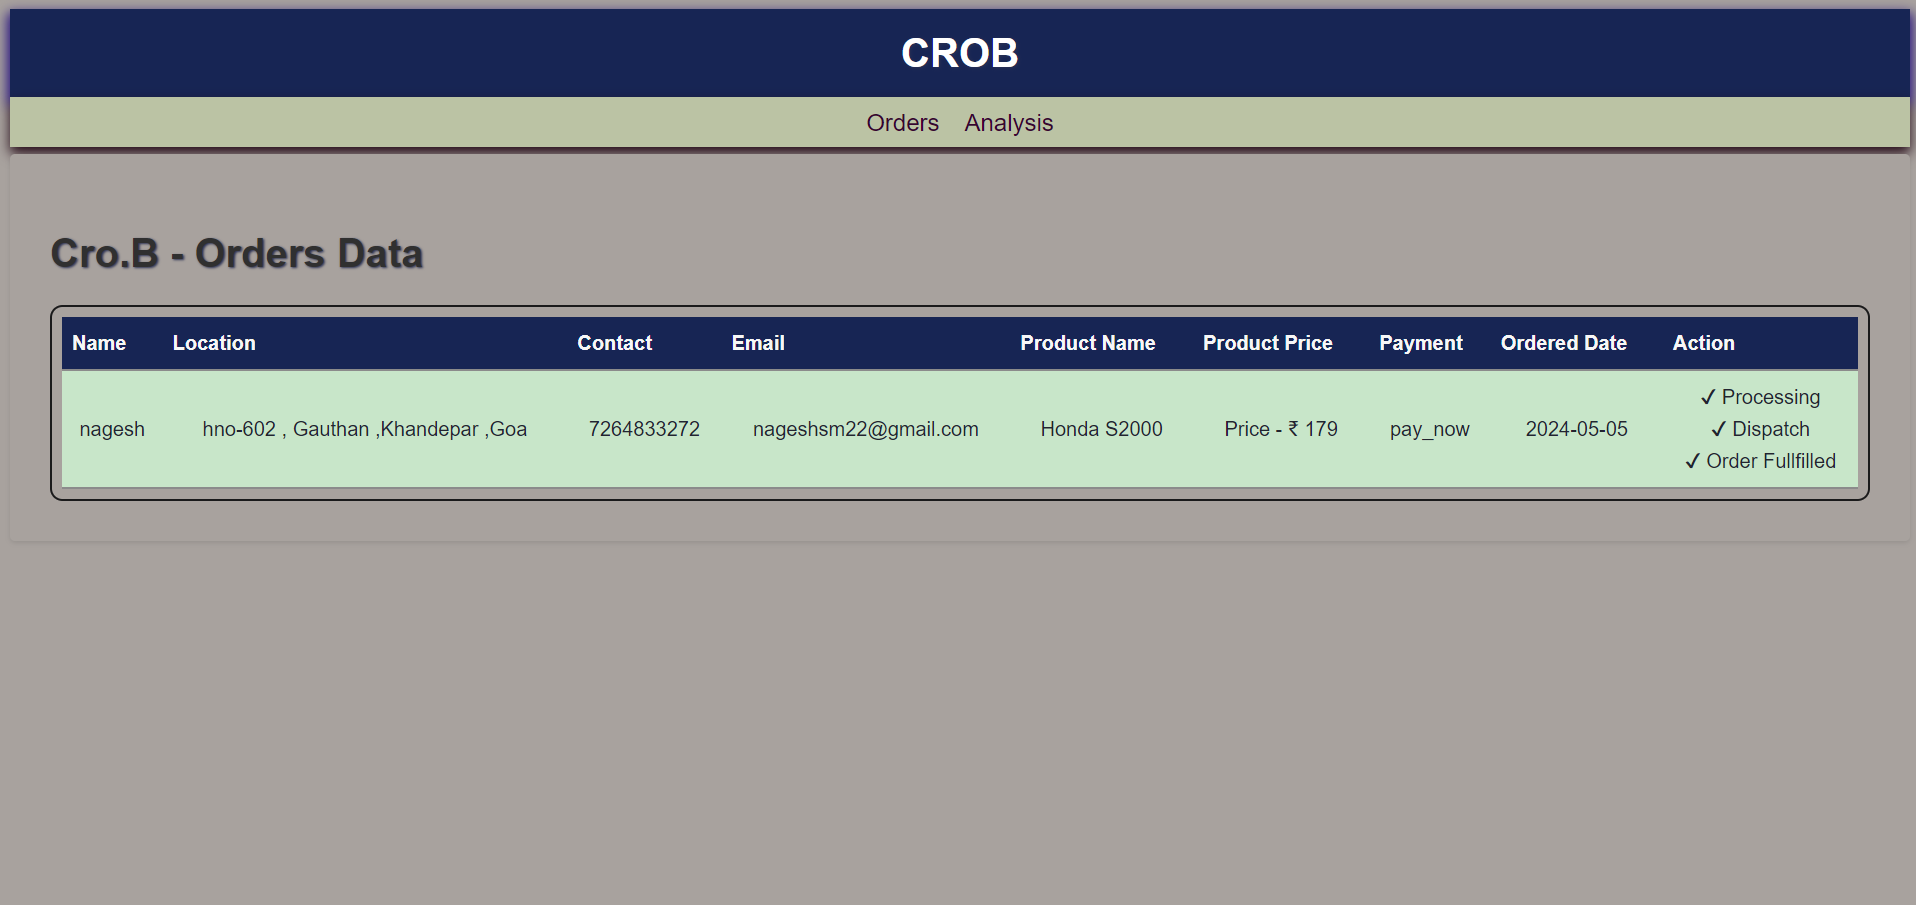 CROB
Orders Analysis
Cro.B - Orders Data
Name Location Contact Email Product Name Product Price Payment Ordered Date Action
nagesh hno-602 , Gauthan ,Khandepar ,Goa 7264833272 nageshsm22@gmail.com Honda S2000 Price - ₹ 179 pay_now 2024-05-05 ✓ Processing
✓ Dispatch
✓ Order Fullfilled